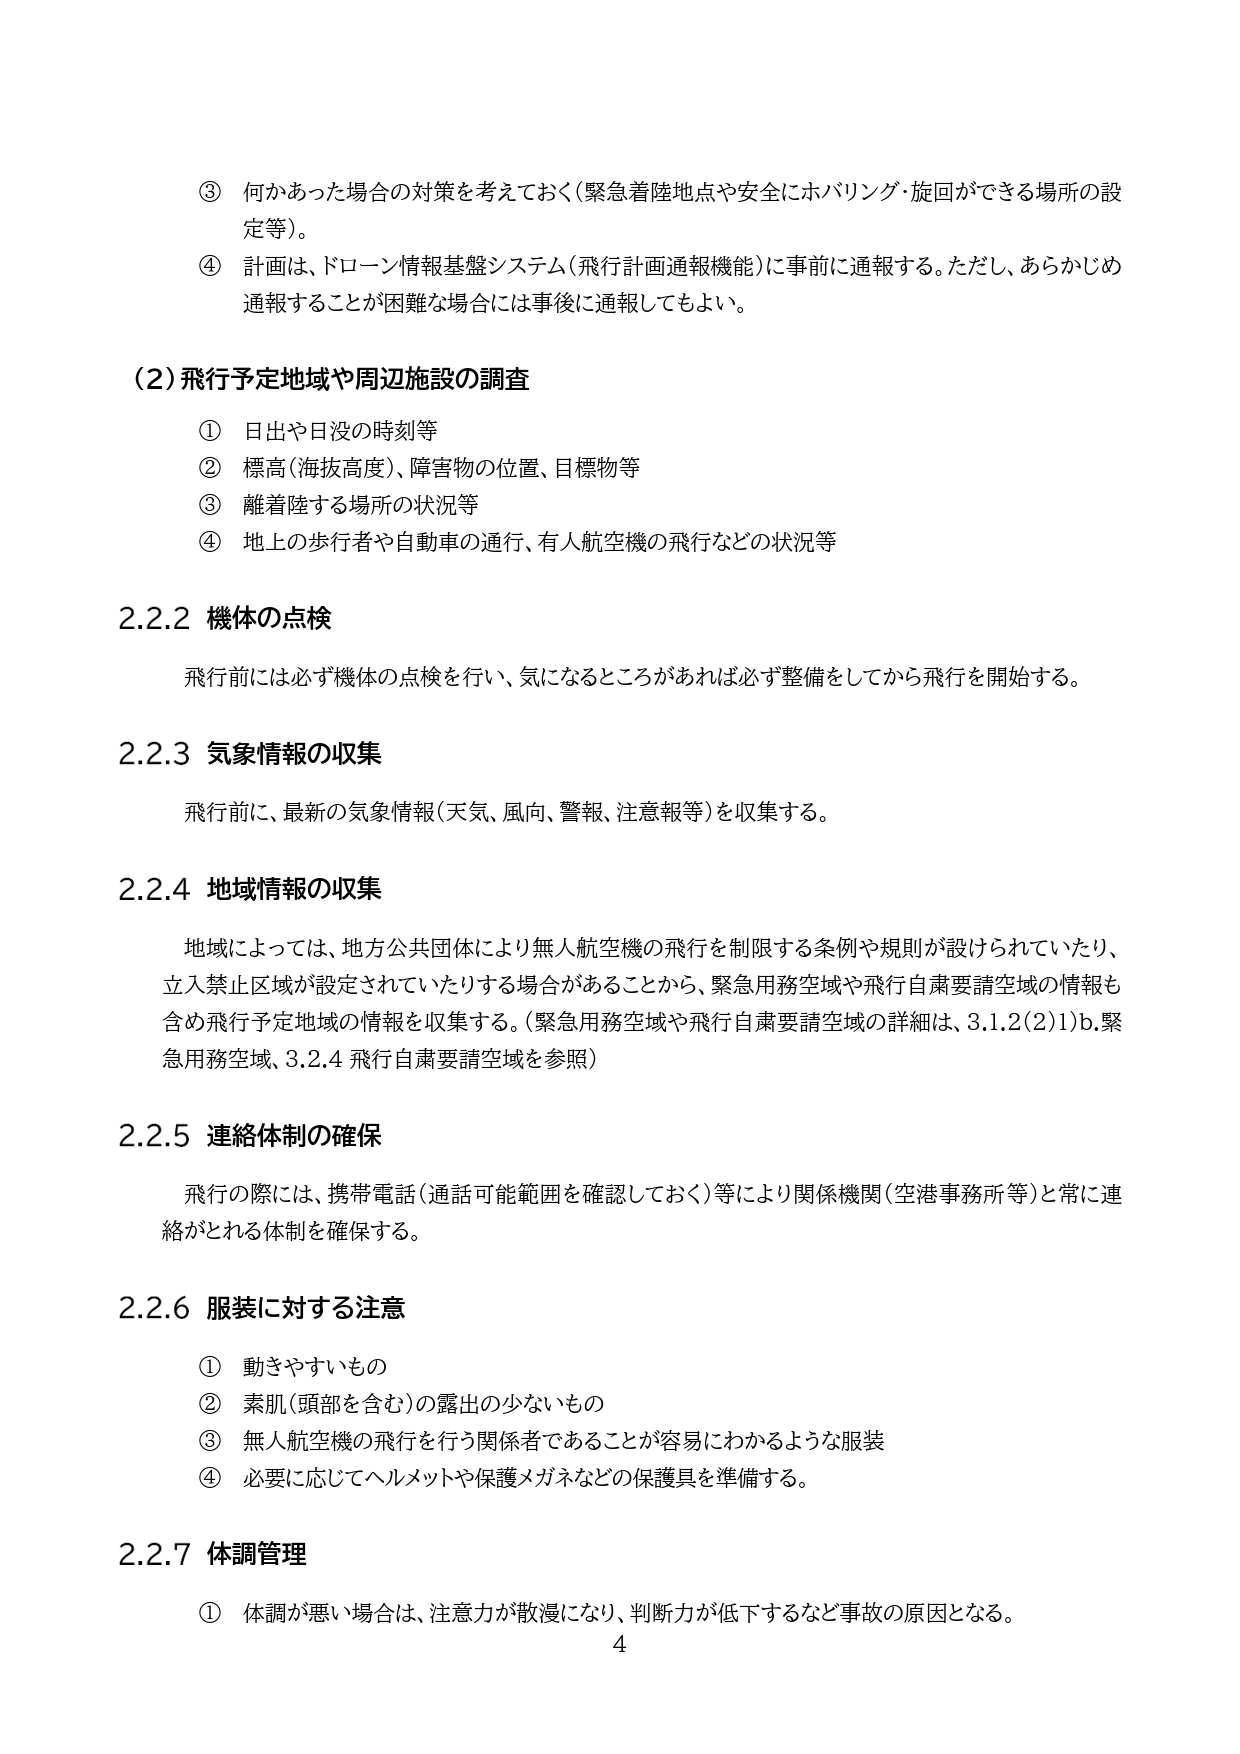 ③ 何かあった場合の対策を考えておく（緊急着陸地点や安全にホバリング・旋回ができる場所の設
定等）。
④ 計画は、ドローン情報基盤システム（飛行計画通報機能）に事前に通報する。ただし、あらかじめ
通報することが困難な場合には事後に通報してもよい。
（２）飛行予定地域や周辺施設の調査
① 日出や日没の時刻等
② 標高（海抜高度）、障害物の位置、目標物等
③ 離着陸する場所の状況等
④ 地上の歩行者や自動車の通行、有人航空機の飛行などの状況等
2.2.2 機体の点検
飛行前には必ず機体の点検を行い、気になるところがあれば必ず整備をしてから飛行を開始する。
2.2.3 気象情報の収集
飛行前に、最新の気象情報（天気、風向、警報、注意報等）を収集する。
2.2.4 地域情報の収集
地域によっては、地方公共団体により無人航空機の飛行を制限する条例や規則が設けられていたり、
立入禁止区域が設定されていたりする場合があることから、緊急用務空域や飛行自粛要請空域の情報も
含め飛行予定地域の情報を収集する。（緊急用務空域や飛行自粛要請空域の詳細は、3.1.2(2)1)b.緊
急用務空域、3.2.4 飛行自粛要請空域を参照）
2.2.5 連絡体制の確保
飛行の際には、携帯電話（通話可能範囲を確認しておく）等により関係機関（空港事務所等）と常に連
絡がとれる体制を確保する。
2.2.6 服装に対する注意
① 動きやすいもの
② 素肌（頭部を含む）の露出の少ないもの
③ 無人航空機の飛行を行う関係者であることが容易にわかるような服装
④ 必要に応じてヘルメットや保護メガネなどの保護具を準備する。
2.2.7 体調管理
① 体調が悪い場合は、注意力が散漫になり、判断力が低下するなど事故の原因となる。
4